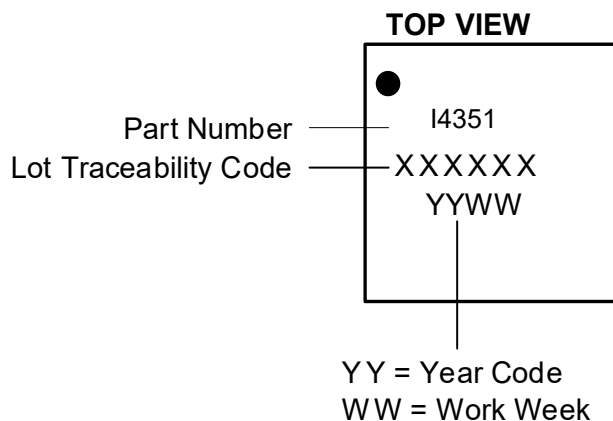 TOP VIEW
I4351
Part Number
XXXXXX
Lot Traceability Code
YYWW
YY = Year Code
WW = Work Week